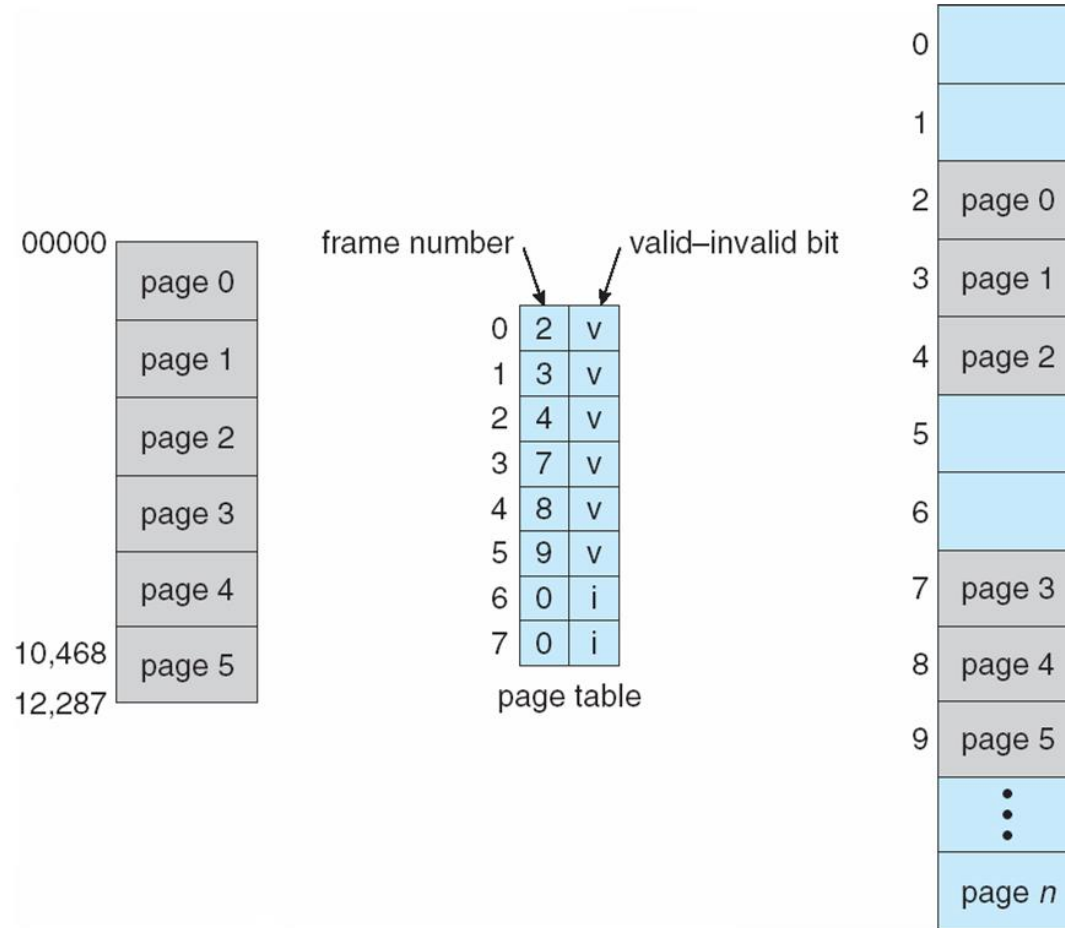 00000
page 0
page 1
page 2
page 3
page 4
10,468
page 5
12,287
frame number
valid–invalid bit
0 2 v
1 3 v
2 4 v
3 7 v
4 8 v
5 9 v
6 0 i
7 0 i
page table
0
1
2 page 0
3 page 1
4 page 2
5
6
7 page 3
8 page 4
9 page 5
page n